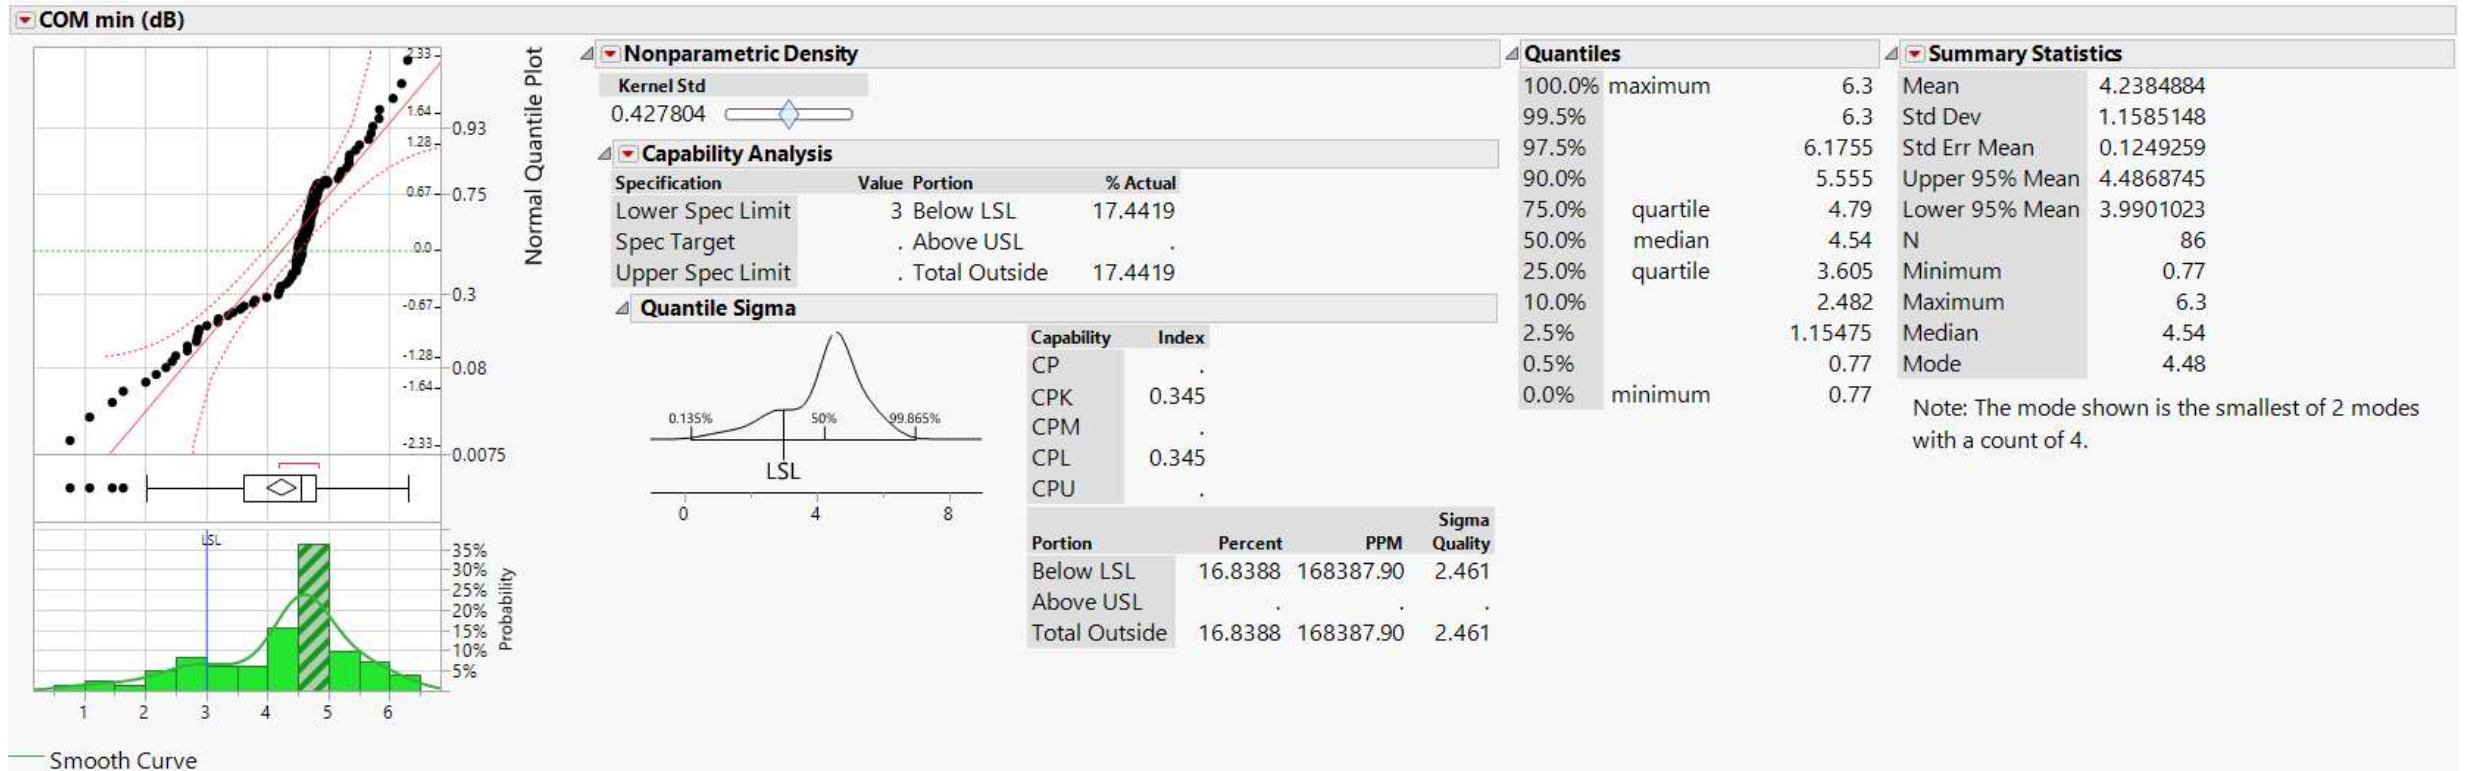 COM min (dB)
2.33
1.64
1.28
0.67
0.0
-0.67
-1.28
-1.64
-2.33
0.93
0.75
0.3
0.08
0.0075
Normal Quantile Plot
LSL
35%
30%
25%
20%
15%
10%
5%
Probability
1 2 3 4 5 6
Smooth Curve
Nonparametric Density
Kernel Std
0.427804
Capability Analysis
Specification Value Portion % Actual
Lower Spec Limit 3 Below LSL 17.4419
Spec Target . Above USL .
Upper Spec Limit . Total Outside 17.4419
Quantile Sigma
0.135% 50% 99.865%
LSL
0 4 8
Capability Index
CP .
CPK 0.345
CPM .
CPL 0.345
CPU .
Sigma
Portion Percent PPM Quality
Below LSL 16.8388 168387.90 2.461
Above USL . . .
Total Outside 16.8388 168387.90 2.461
Quantiles
100.0% maximum 6.3
99.5% 6.3
97.5% 6.1755
90.0% 5.555
75.0% quartile 4.79
50.0% median 4.54
25.0% quartile 3.605
10.0% 2.482
2.5% 1.15475
0.5% 0.77
0.0% minimum 0.77
Summary Statistics
Mean 4.2384884
Std Dev 1.1585148
Std Err Mean 0.1249259
Upper 95% Mean 4.4868745
Lower 95% Mean 3.9901023
N 86
Minimum 0.77
Maximum 6.3
Median 4.54
Mode 4.48
Note: The mode shown is the smallest of 2 modes
with a count of 4.